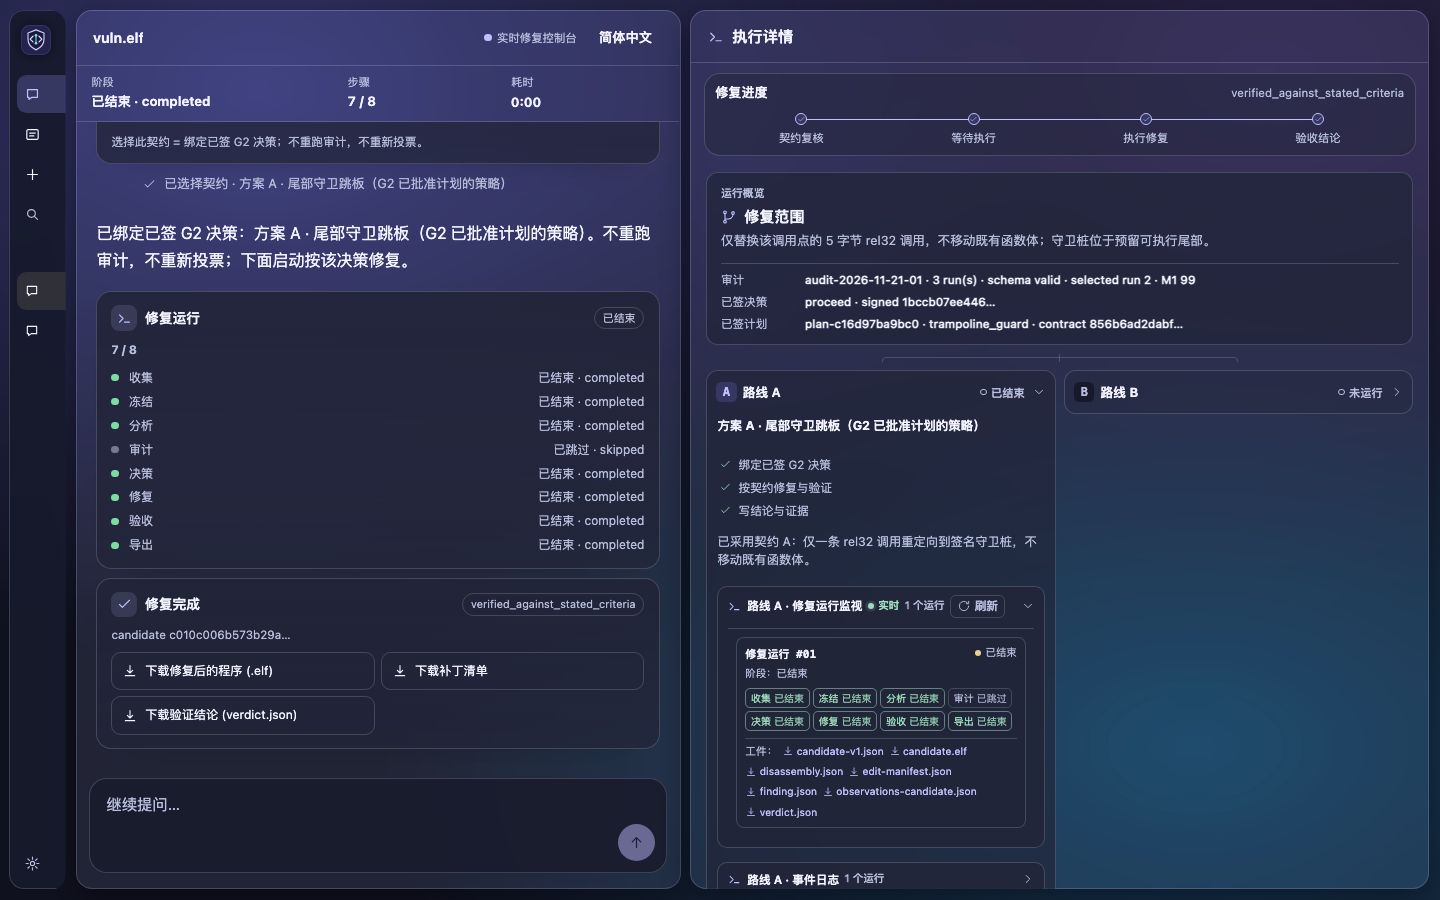 vuln.elf
实时修复控制台
简体中文
阶段
已结束 · completed
步骤
7 / 8
耗时
0:00
选择此契约 = 绑定已签 G2 决策；不重跑审计，不重新投票。
已选择契约 · 方案 A · 尾部守卫跳板（G2 已批准计划的策略）
已绑定已签 G2 决策：方案 A · 尾部守卫跳板（G2 已批准计划的策略）。不重跑
审计，不重新投票；下面启动按该决策修复。
修复运行
已结束
7 / 8
收集 已结束 · completed
冻结 已结束 · completed
分析 已结束 · completed
审计 已跳过 · skipped
决策 已结束 · completed
修复 已结束 · completed
验收 已结束 · completed
导出 已结束 · completed
修复完成
verified_against_stated_criteria
candidate c010c006b573b29a...
下载修复后的程序 (.elf)
下载补丁清单
下载验证结论 (verdict.json)
继续提问...
执行详情
修复进度
verified_against_stated_criteria
契约复核
等待执行
执行修复
验收结论
运行概览
修复范围
仅替换该调用点的 5 字节 rel32 调用，不移动既有函数体；守卫桩位于预留可执行尾部。
审计 audit-2026-11-21-01 · 3 run(s) · schema valid · selected run 2 · M1 99
已签决策 proceed · signed 1bccb07ee446...
已签计划 plan-c16d97ba9bc0 · trampoline_guard · contract 856b6ad2dabf...
A 路线 A
已结束
B 路线 B
未运行
方案 A · 尾部守卫跳板（G2 已批准计划的策略）
绑定已签 G2 决策
按契约修复与验证
写结论与证据
已采用契约 A：仅一条 rel32 调用重定向到签名守卫桩，不
移动既有函数体。
路线 A · 修复运行监视
实时
1 个运行
刷新
修复运行 #01
已结束
阶段：已结束
收集 已结束 冻结 已结束 分析 已结束 审计 已跳过
决策 已结束 修复 已结束 验收 已结束 导出 已结束
工件： candidate-v1.json candidate.elf
disassembly.json edit-manifest.json
finding.json observations-candidate.json
verdict.json
路线 A · 事件日志 1 个运行